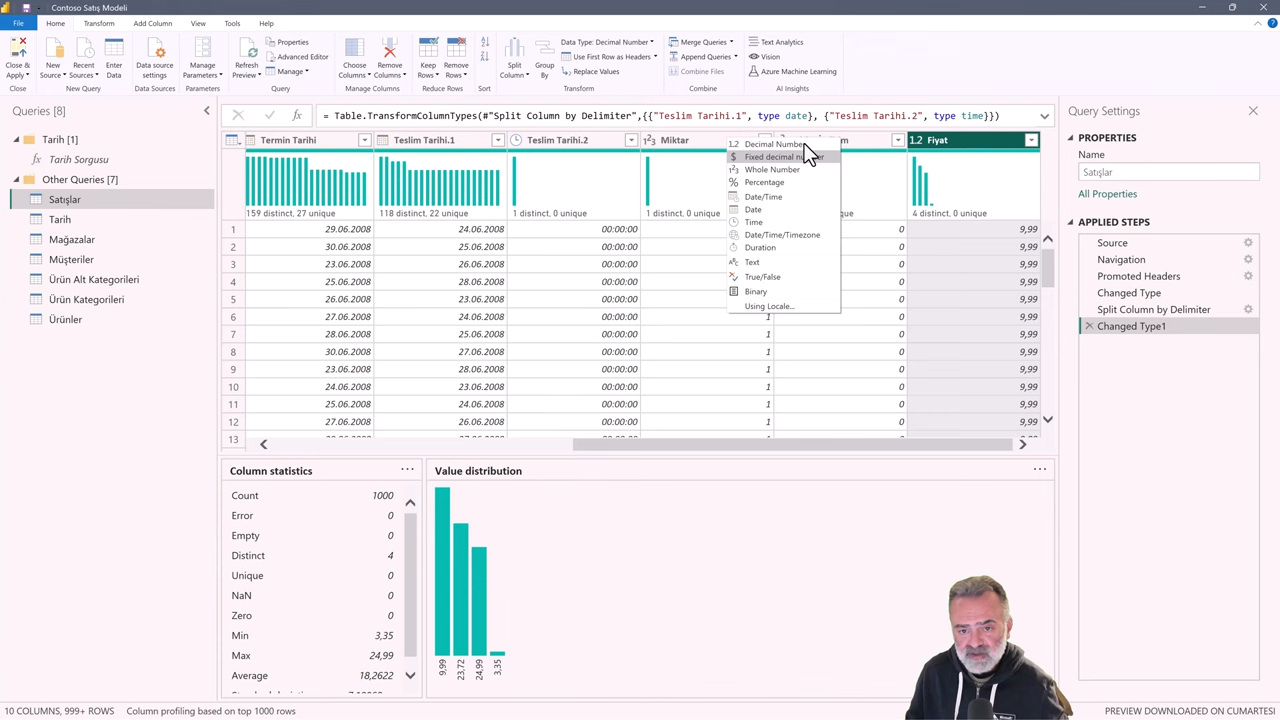 Contoso Satış Modeli
File Home Transform Add Column View Tools Help
Close & Apply
New Source
Recent Sources
Enter Data
Data source settings
Manage Parameters
Refresh Preview
Properties
Advanced Editor
Manage
Choose Columns
Remove Columns
Keep Rows
Remove Rows
Split Column
Group By
Data Type: Decimal Number
Use First Row as Headers
Replace Values
Merge Queries
Append Queries
Combine Files
Text Analytics
Vision
Azure Machine Learning
Close New Query Data Sources Parameters Query Manage Columns Reduce Rows Sort Transform Combine AI Insights
Queries [8]
Tarih [1]
Tarih Sorgusu
Other Queries [7]
Satışlar
Tarih
Mağazalar
Müşteriler
Ürün Alt Kategorileri
Ürün Kategorileri
Ürünler
fx = Table.TransformColumnTypes(#"Split Column by Delimiter",{{"Teslim Tarihi.1", type date}, {"Teslim Tarihi.2", type time}})
Termin Tarihi Teslim Tarihi.1 Teslim Tarihi.2 Miktar 1.2 Fiyat
159 distinct, 27 unique 118 distinct, 22 unique 1 distinct, 0 unique 1 distinct, 0 unique 4 distinct, 0 unique
1 29.06.2008 24.06.2008 00:00:00 0 9,99
2 30.06.2008 25.06.2008 00:00:00 0 9,99
3 23.06.2008 26.06.2008 00:00:00 0 9,99
4 28.06.2008 25.06.2008 00:00:00 0 9,99
5 26.06.2008 23.06.2008 00:00:00 0 9,99
6 27.06.2008 24.06.2008 00:00:00 1 0 9,99
7 28.06.2008 25.06.2008 00:00:00 1 0 9,99
8 30.06.2008 27.06.2008 00:00:00 1 0 9,99
9 23.06.2008 26.06.2008 00:00:00 1 0 9,99
10 24.06.2008 27.06.2008 00:00:00 1 0 9,99
11 25.06.2008 24.06.2008 00:00:00 1 0 9,99
12 27.06.2008 26.06.2008 00:00:00 1 0 9,99
13
1.2 Decimal Number
$ Fixed decimal number
1²3 Whole Number
% Percentage
Date/Time
Date
Time
Date/Time/Timezone
Duration
Text
True/False
Binary
Using Locale...
Column statistics ...
Count 1000
Error 0
Empty 0
Distinct 4
Unique 0
NaN 0
Zero 0
Min 3,35
Max 24,99
Average 18,2622
Value distribution ...
9,99
23,72
24,99
3,35
Query Settings
PROPERTIES
Name
Satışlar
All Properties
APPLIED STEPS
Source
Navigation
Promoted Headers
Changed Type
Split Column by Delimiter
Changed Type1
10 COLUMNS, 999+ ROWS Column profiling based on top 1000 rows PREVIEW DOWNLOADED ON CUMARTESI